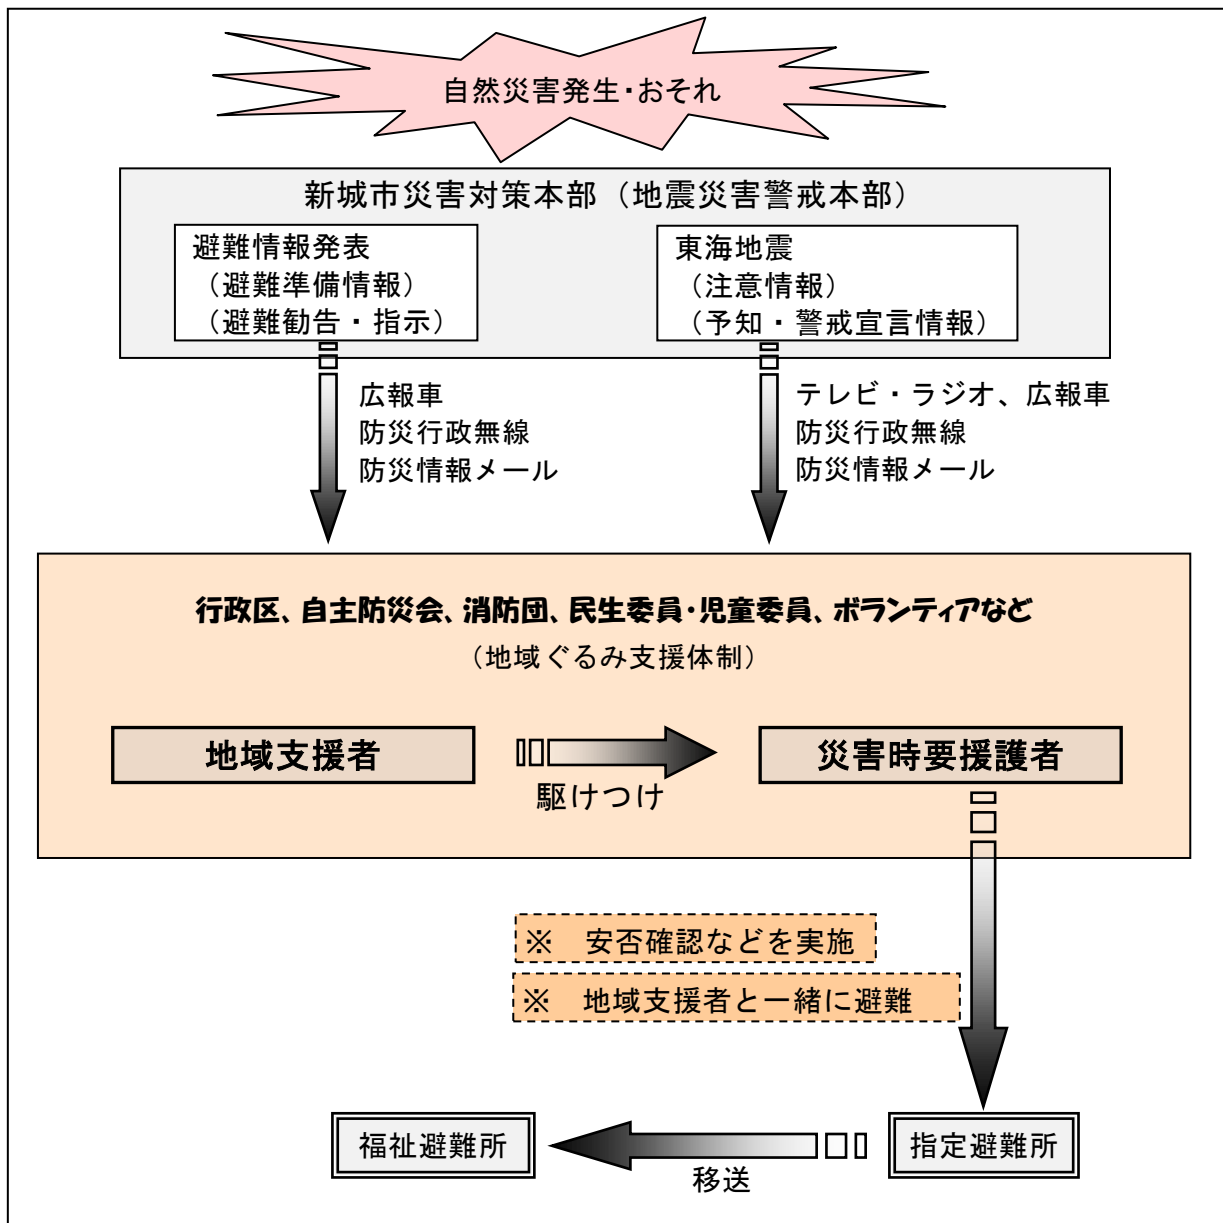 自然災害発生・おそれ
新城市災害対策本部（地震災害警戒本部）
避難情報発表
（避難準備情報）
（避難勧告・指示）
東海地震
（注意情報）
（予知・警戒宣言情報）
広報車
防災行政無線
防災情報メール
テレビ・ラジオ、広報車
防災行政無線
防災情報メール
行政区、自主防災会、消防団、民生委員・児童委員、ボランティアなど
（地域ぐるみ支援体制）
地域支援者
駆けつけ
災害時要援護者
※　安否確認などを実施
※　地域支援者と一緒に避難
福祉避難所
移送
指定避難所